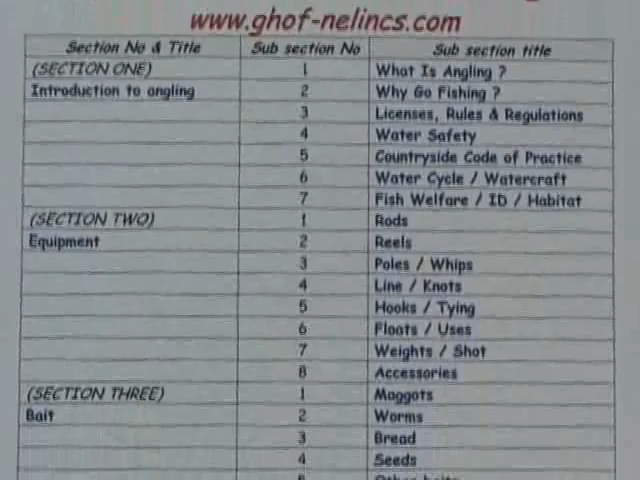 www.ghof-nelincs.com
Section No & Title Sub section No Sub section title
(SECTION ONE) 1 What Is Angling ?
Introduction to angling 2 Why Go Fishing ?
3 Licenses, Rules & Regulations
4 Water Safety
5 Countryside Code of Practice
6 Water Cycle / Watercraft
7 Fish Welfare / ID / Habitat
(SECTION TWO) 1 Rods
Equipment 2 Reels
3 Poles / Whips
4 Line / Knots
5 Hooks / Tying
6 Floats / Uses
7 Weights / Shot
8 Accessories
(SECTION THREE) 1 Maggots
Bait 2 Worms
3 Bread
4 Seeds
5 Other baits